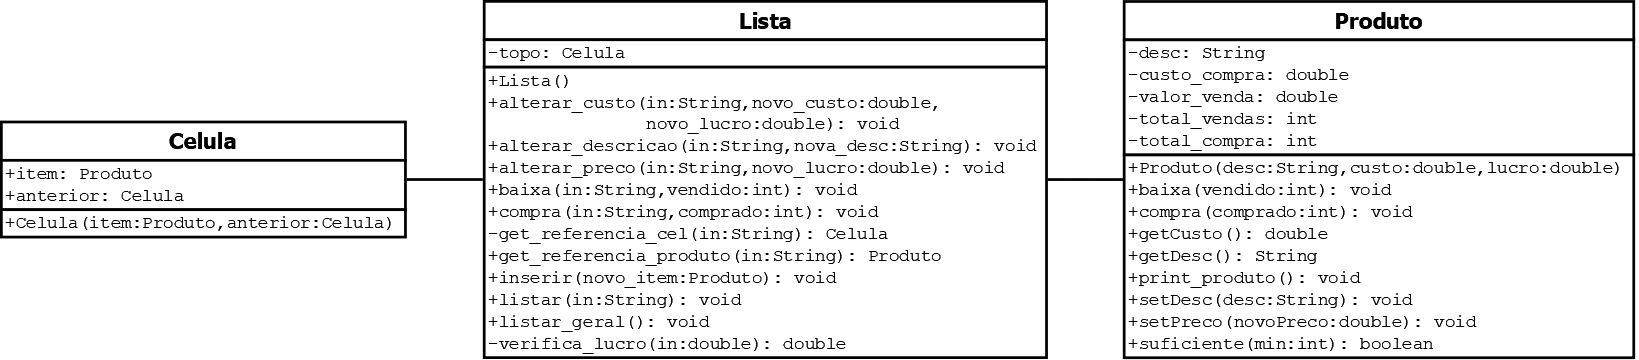 Celula
+item: Produto
+anterior: Celula
+Celula(item:Produto,anterior:Celula)
Lista
-topo: Celula
+Lista()
+alterar_custo(in:String,novo_custo:double,
novo_lucro:double): void
+alterar_descricao(in:String,nova_desc:String): void
+alterar_preco(in:String,novo_lucro:double): void
+baixa(in:String,vendido:int): void
+compra(in:String,comprado:int): void
-get_referencia_cel(in:String): Celula
+get_referencia_produto(in:String): Produto
+inserir(novo_item:Produto): void
+listar(in:String): void
+listar_geral(): void
-verifica_lucro(in:double): double
Produto
-desc: String
-custo_compra: double
-valor_venda: double
-total_vendas: int
-total_compra: int
+Produto(desc:String,custo:double,lucro:double)
+baixa(vendido:int): void
+compra(comprado:int): void
+getCusto(): double
+getDesc(): String
+print_produto(): void
+setDesc(desc:String): void
+setPreco(novoPreco:double): void
+suficiente(min:int): boolean